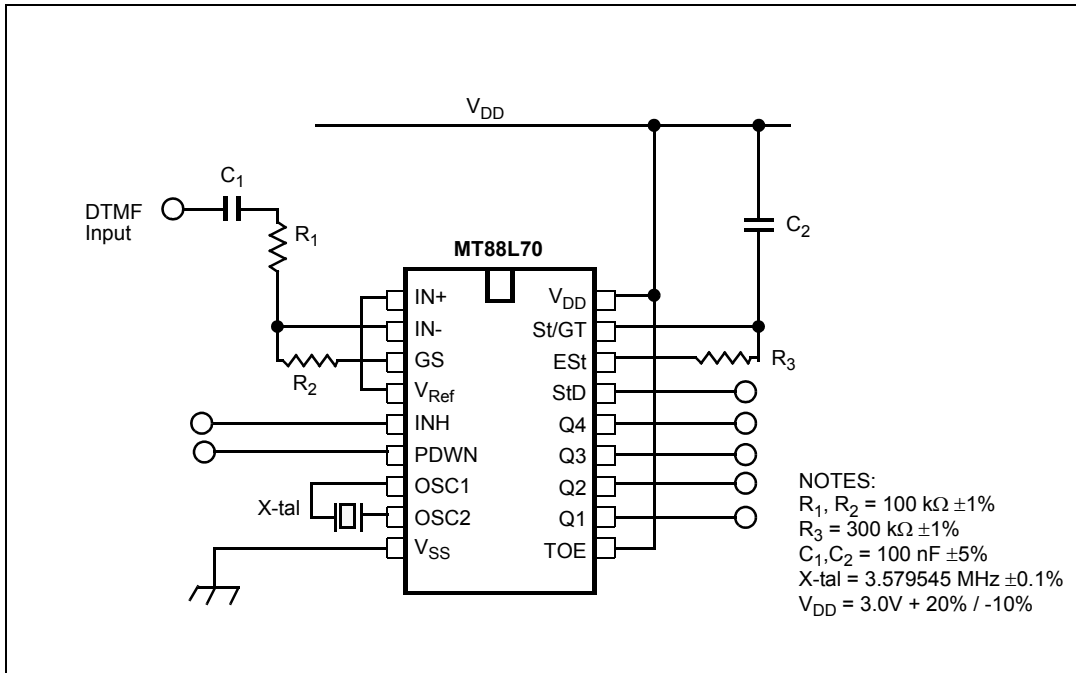 V_DD
C_1
DTMF
Input
R_1
C_2
MT88L70
IN+
V_DD
IN-
St/GT
GS
ESt
R_2
R_3
V_Ref
StD
INH
Q4
PDWN
Q3
OSC1
Q2
X-tal
OSC2
Q1
V_SS
TOE
NOTES:
R_1, R_2 = 100 kΩ ±1%
R_3 = 300 kΩ ±1%
C_1,C_2 = 100 nF ±5%
X-tal = 3.579545 MHz ±0.1%
V_DD = 3.0V + 20% / -10%